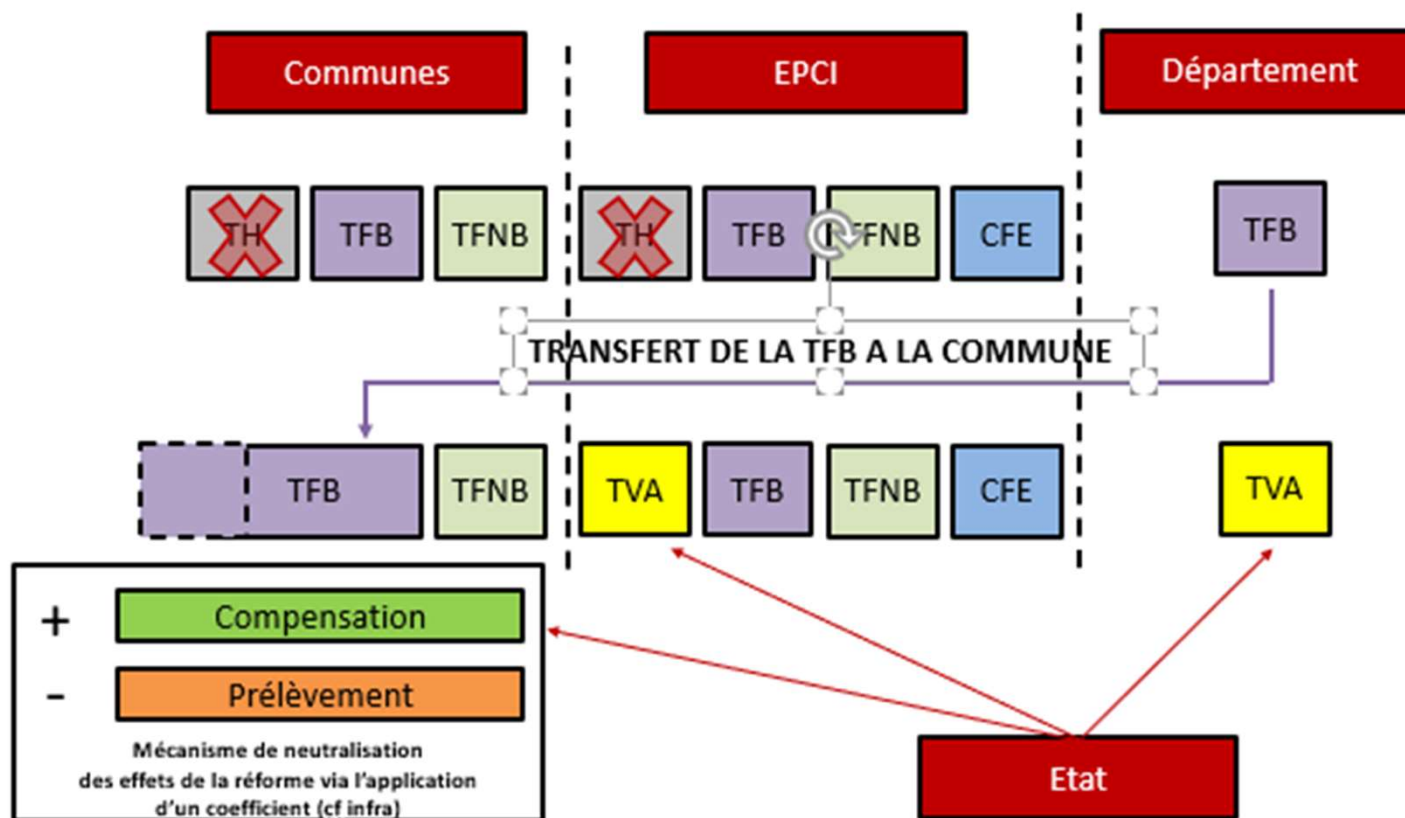 Communes
EPCI
Département
TH
TFB
TFNB
TH
TFB
TFNB
CFE
TFB
TRANSFERT DE LA TFB A LA COMMUNE
TFB
TFNB
TVA
TFB
TFNB
CFE
TVA
+
Compensation
-
Prélèvement
Mécanisme de neutralisation
des effets de la réforme via l'application
d'un coefficient (cf infra)
Etat